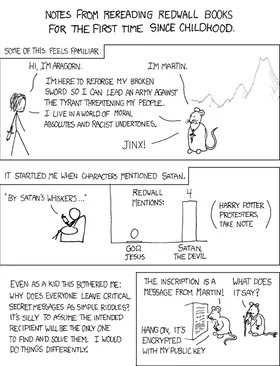 NOTES FROM REREADING REDWALL BOOKS
FOR THE FIRST TIME SINCE CHILDHOOD.
SOME OF THIS FEELS FAMILIAR.
HI, I'M ARAGORN.
I'M MARTIN.
I'M HERE TO REFORGE MY BROKEN
SWORD SO I CAN LEAD AN ARMY AGAINST
THE TYRANT THREATENING MY PEOPLE.
I LIVE IN A WORLD OF MORAL
ABSOLUTES AND RACIST UNDERTONES.
JINX!
IT STARTLED ME WHEN CHARACTERS MENTIONED SATAN.
"BY SATAN'S WHISKERS..."
REDWALL
MENTIONS:
0
4
GOD,
JESUS
SATAN,
THE DEVIL
(HARRY POTTER
PROTESTERS,
TAKE NOTE)
EVEN AS A KID THIS BOTHERED ME:
WHY DOES EVERYONE LEAVE CRITICAL
SECRET MESSAGES AS SIMPLE RIDDLES?
IT'S SILLY TO ASSUME THE INTENDED
RECIPIENT WILL BE THE ONLY ONE
TO FIND AND SOLVE THEM. I WOULD
DO THINGS DIFFERENTLY.
THE INSCRIPTION IS A
MESSAGE FROM MARTIN!
WHAT DOES
IT SAY?
HANG ON, IT'S
ENCRYPTED
WITH MY PUBLIC KEY